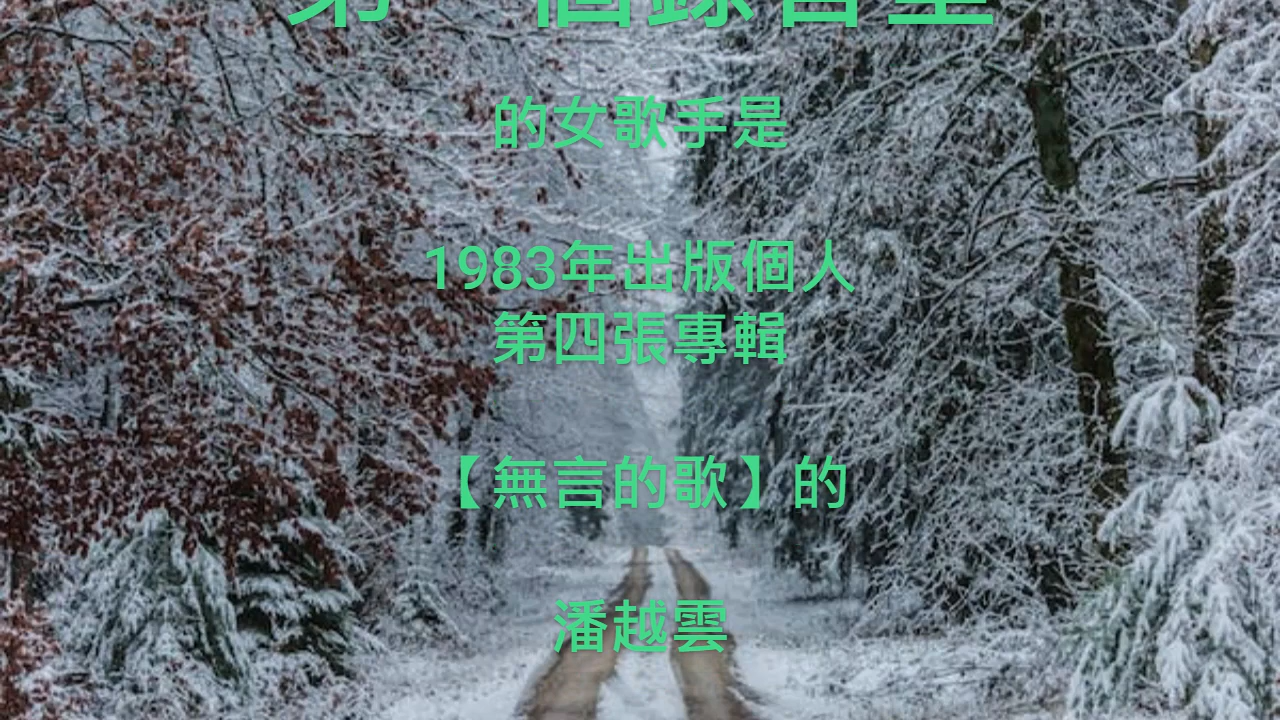 的女歌手是
1983年出版個人
第四張專輯
【無言的歌】的
潘越雲